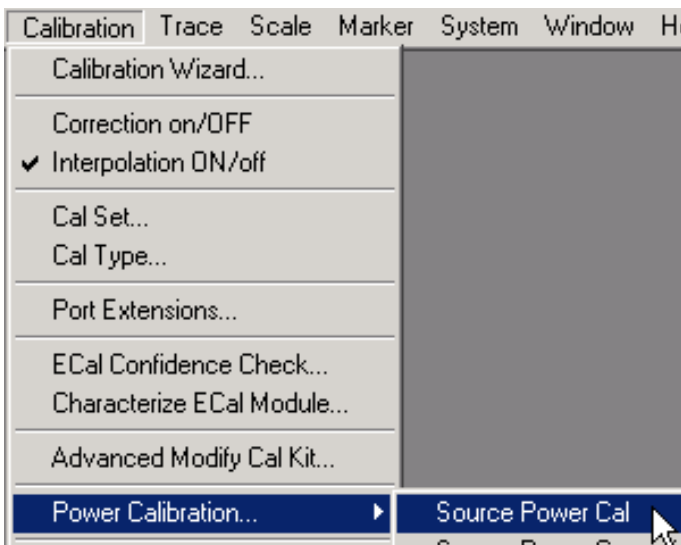 Calibration Trace Scale Marker System Window
Calibration Wizard...
Correction on/OFF
Interpolation ON/off
Cal Set...
Cal Type...
Port Extensions...
ECal Confidence Check...
Characterize ECal Module...
Advanced Modify Cal Kit...
Power Calibration...
Source Power Cal